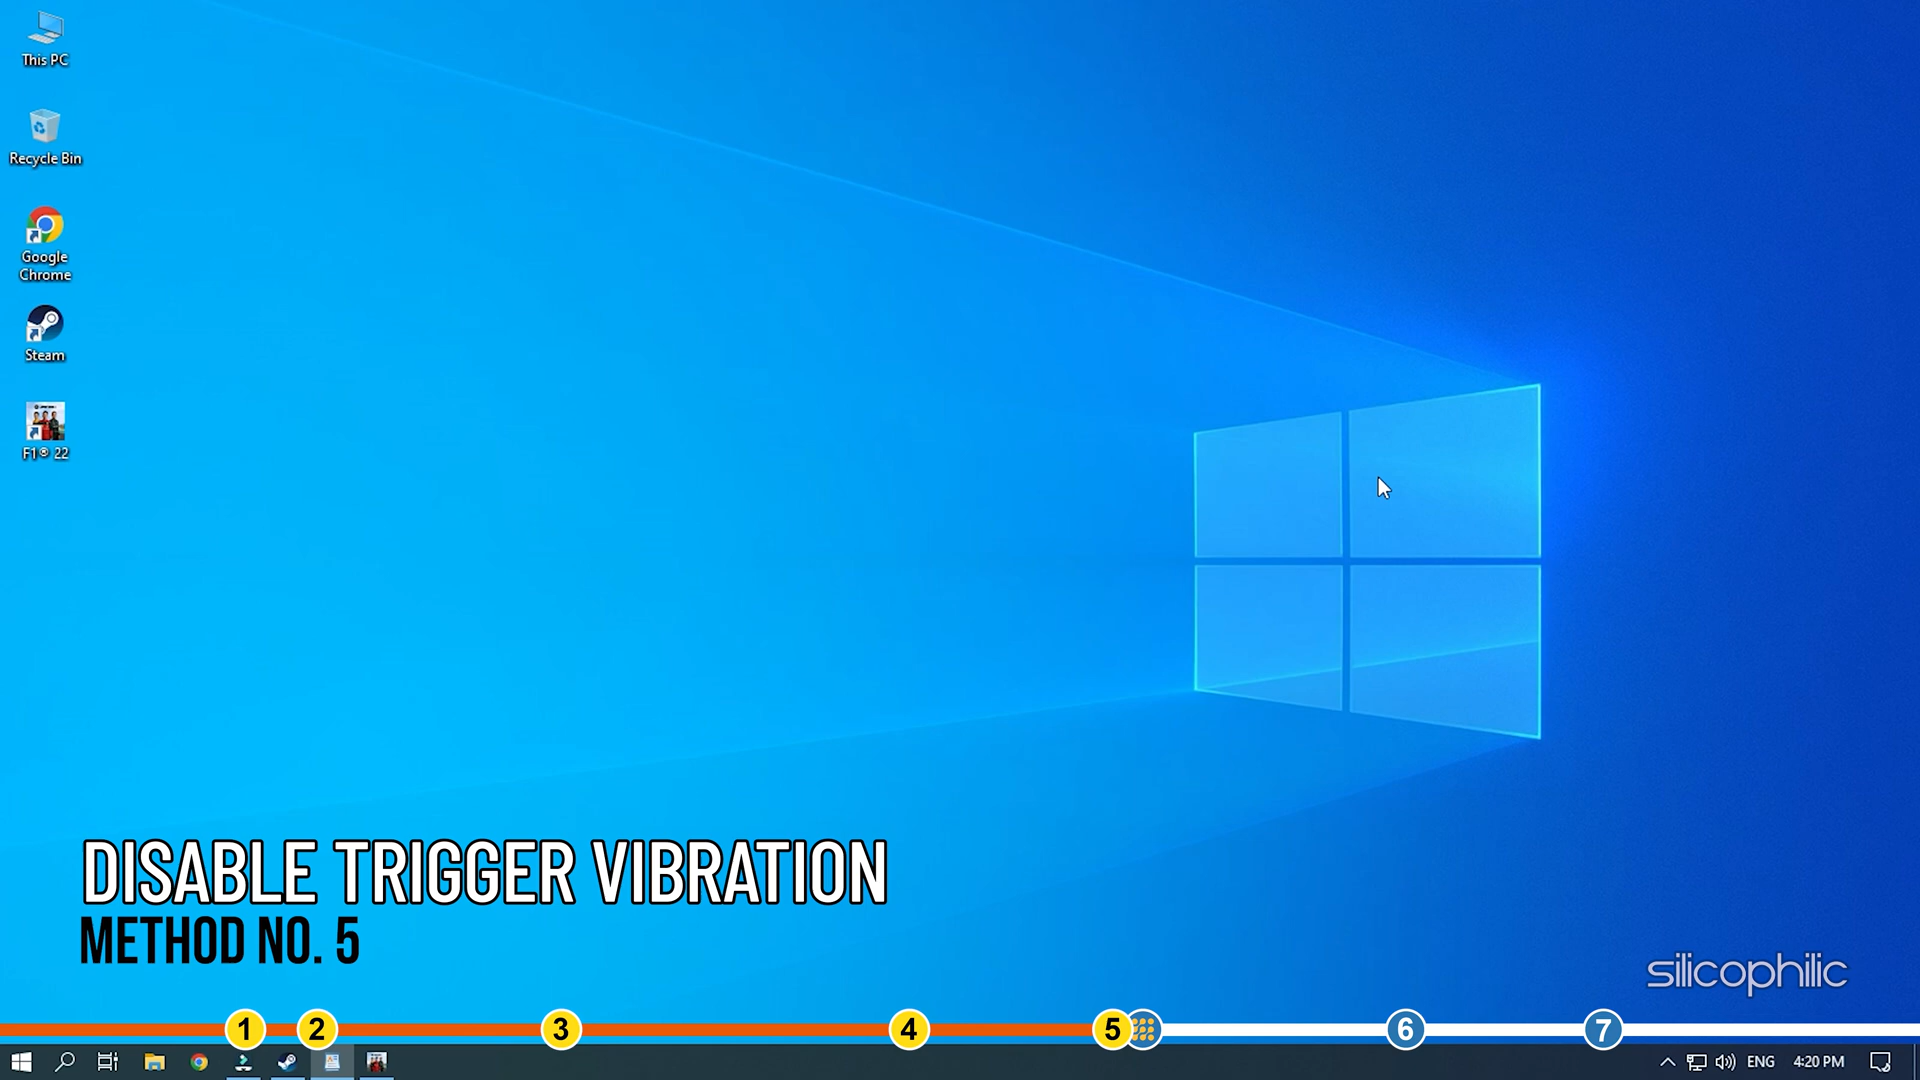 This PC
Recycle Bin
Google
Chrome
Steam
F1® 22
DISABLE TRIGGER VIBRATION
METHOD NO. 5
silicophilic
1 2 3 4 5 6 7
ENG 4:20 PM